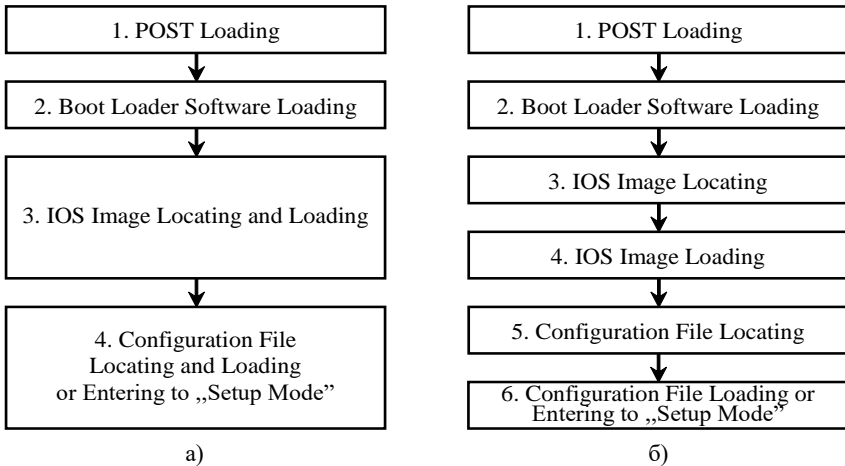 1. POST Loading
2. Boot Loader Software Loading
3. IOS Image Locating and Loading
4. Configuration File
Locating and Loading
or Entering to ,,Setup Mode”
а)
1. POST Loading
2. Boot Loader Software Loading
3. IOS Image Locating
4. IOS Image Loading
5. Configuration File Locating
6. Configuration File Loading or
Entering to ,,Setup Mode”
б)